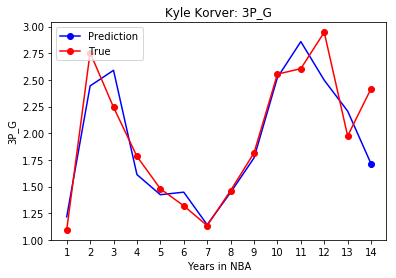 Kyle Korver: 3P_G
Prediction
True
3.00
2.75
2.50
2.25
2.00
1.75
1.50
1.25
1.00
3P_G
1 2 3 4 5 6 7 8 9 10 11 12 13 14
Years in NBA